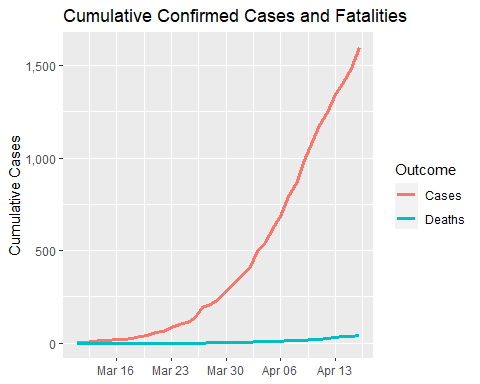 Cumulative Confirmed Cases and Fatalities
Cumulative Cases
1,500
1,000
500
0
Mar 16 Mar 23 Mar 30 Apr 06 Apr 13
Outcome
Cases
Deaths